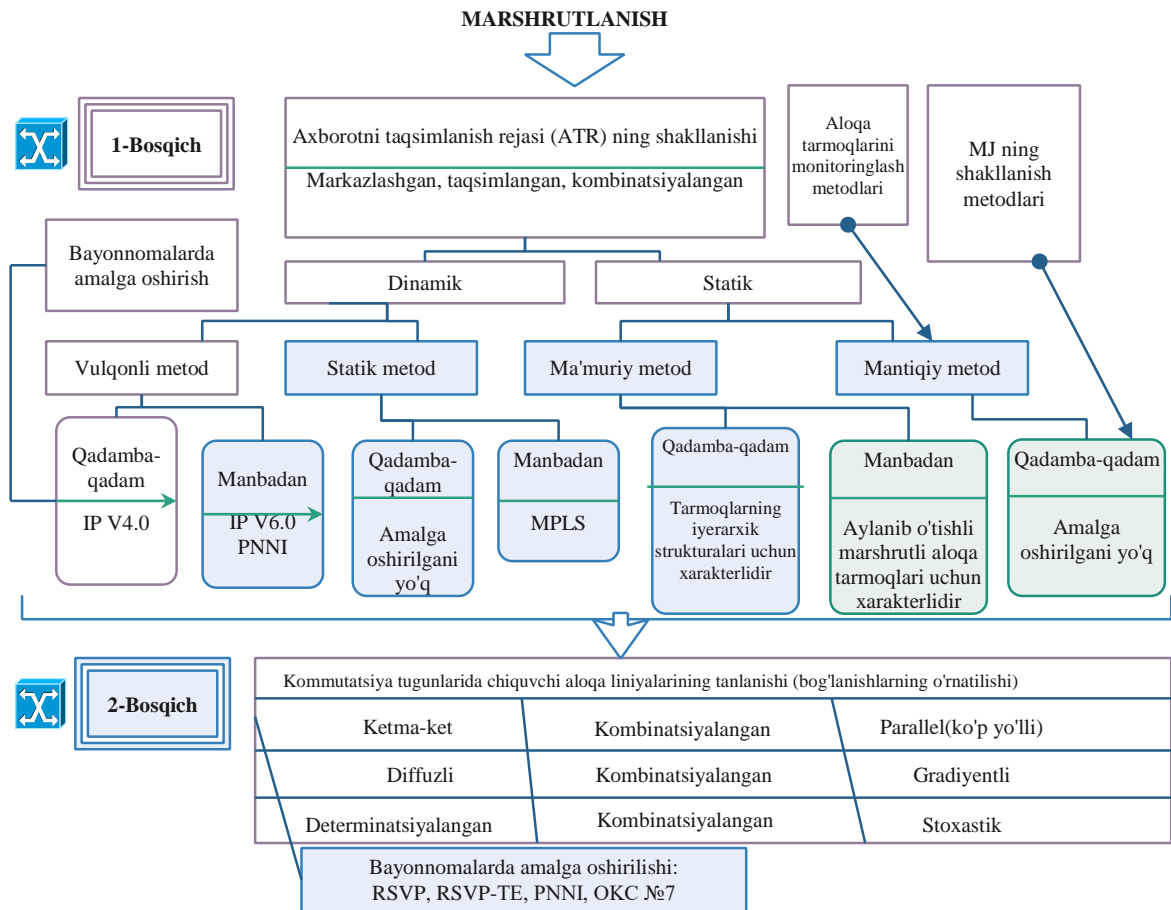 MARSHRUTLANISH
1-Bosqich
Axborotni taqsimlanish rejasi (ATR) ning shakllanishi
Markazlashgan, taqsimlangan, kombinatsiyalangan
Aloqa
tarmoqlarini
monitoringlash
metodlari
MJ ning
shakllanish
metodlari
Bayonnomalarda
amalga oshirish
Dinamik
Statik
Vulqonli metod
Statik metod
Ma'muriy metod
Mantiqiy metod
Qadamba-
qadam
IP V4.0
Manbadan
IP V6.0
PNNI
Qadamba-
qadam
Amalga
oshirilgani
yo'q
Manbadan
MPLS
Qadamba-qadam
Tarmoqlarning
iyerarxik
strukturalari uchun
xarakterlidir
Manbadan
Aylanib o'tishli
marshrutli aloqa
tarmoqlari uchun
xarakterlidir
Qadamba-qadam
Amalga
oshirilgani yo'q
2-Bosqich
Kommutatsiya tugunlarida chiquvchi aloqa liniyalarining tanlanishi (bog'lanishlarning o'rnatilishi)
Ketma-ket
Kombinatsiyalangan
Parallel(ko'p yo'lli)
Diffuzli
Kombinatsiyalangan
Gradiyentli
Determinatsiyalangan
Kombinatsiyalangan
Stoxastik
Bayonnomalarda amalga oshirilishi:
RSVP, RSVP-TE, PNNI, OKC №7